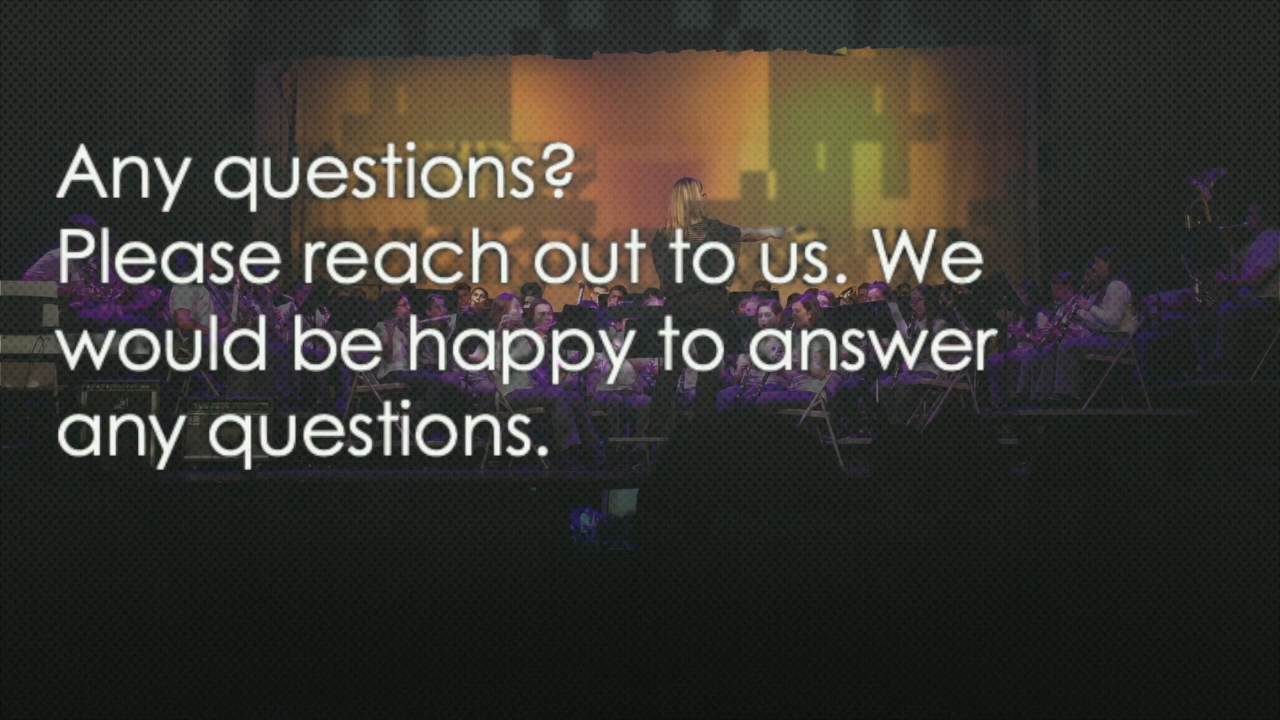 Any questions?
Please reach out to us. We
would be happy to answer
any questions.